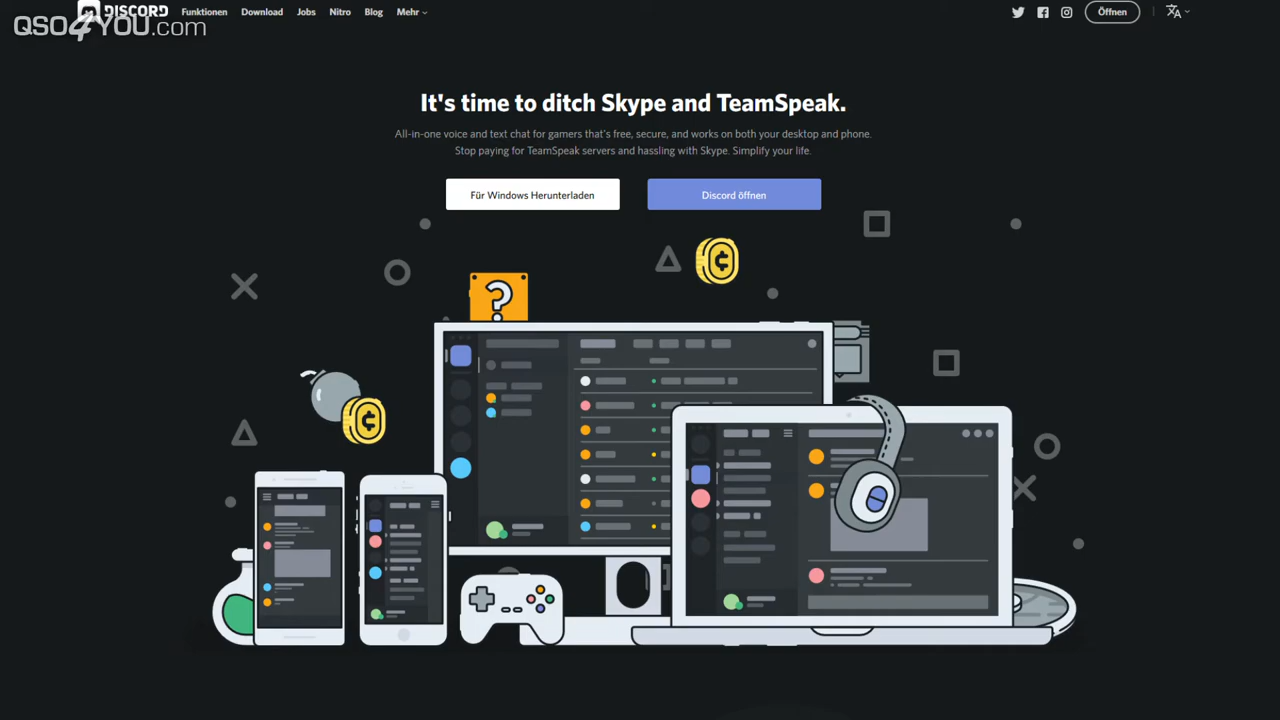 DISCORD
QSO4YOU.com
Funktionen Download Jobs Nitro Blog Mehr
Öffnen
It's time to ditch Skype and TeamSpeak.
All-in-one voice and text chat for gamers that's free, secure, and works on both your desktop and phone.
Stop paying for TeamSpeak servers and hassling with Skype. Simplify your life.
Für Windows Herunterladen
Discord öffnen
?